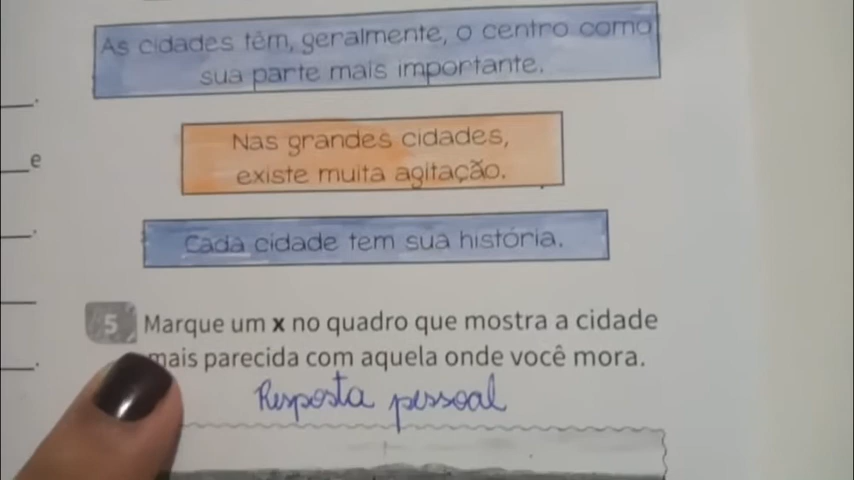 As cidades têm, geralmente, o centro como
sua parte mais importante.
Nas grandes cidades,
existe muita agitação.
Cada cidade tem sua história.
e
5 Marque um x no quadro que mostra a cidade
mais parecida com aquela onde você mora.
Resposta pessoal